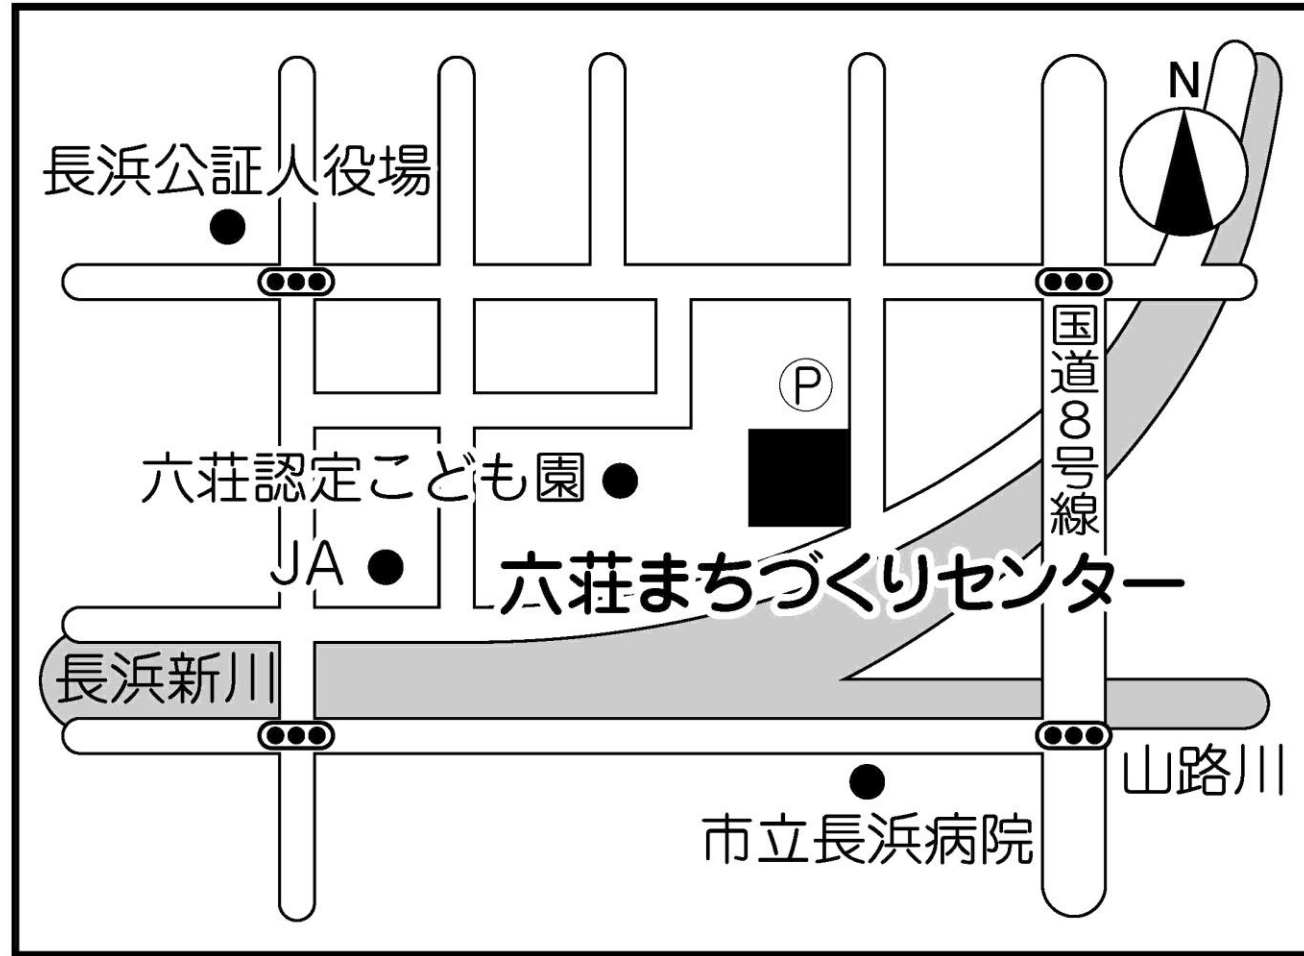 N
長浜公証人役場
国道8号線
P
六荘認定こども園
JA
六荘まちづくりセンター
長浜新川
山路川
市立長浜病院